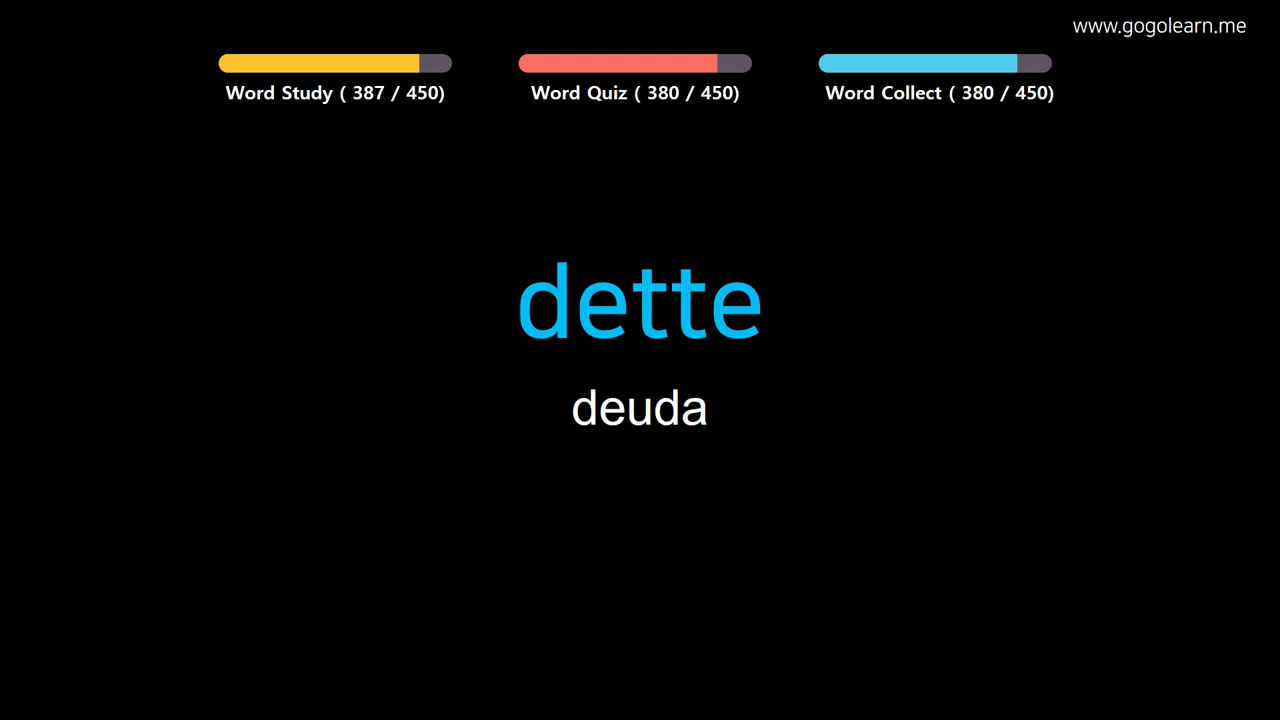 www.gogolearn.me
Word Study ( 387 / 450)
Word Quiz ( 380 / 450)
Word Collect ( 380 / 450)
dette
deuda